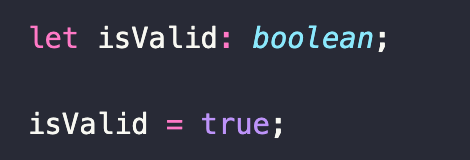 let isValid: boolean;
isValid = true;